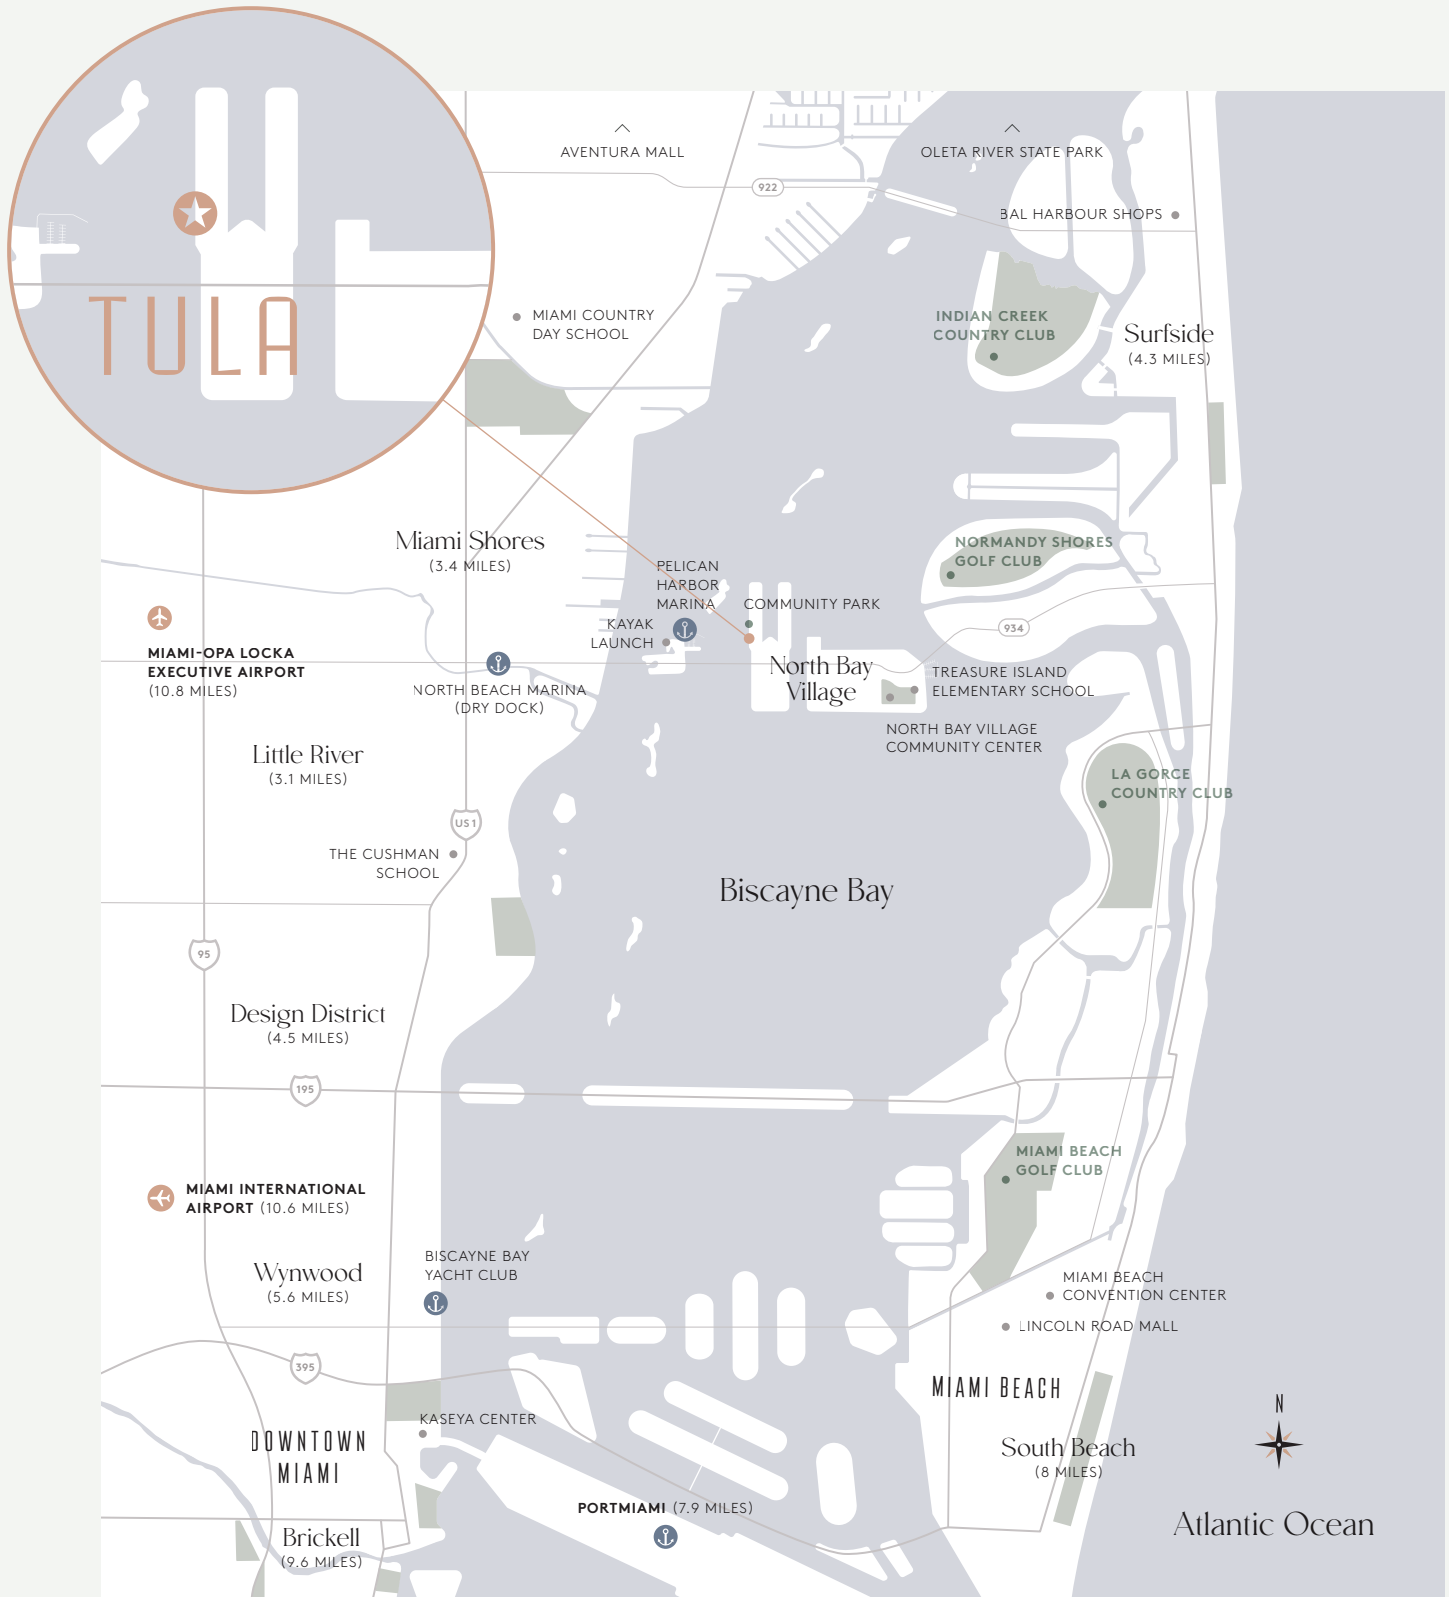 TULA
AVENTURA MALL
OLETA RIVER STATE PARK
922
BAL HARBOUR SHOPS
MIAMI COUNTRY
DAY SCHOOL
INDIAN CREEK
COUNTRY CLUB
Surfside
(4.3 MILES)
Miami Shores
(3.4 MILES)
NORMANDY SHORES
GOLF CLUB
PELICAN
HARBOR
MARINA
COMMUNITY PARK
KAYAK
LAUNCH
934
MIAMI-OPA LOCKA
EXECUTIVE AIRPORT
(10.8 MILES)
NORTH BEACH MARINA
(DRY DOCK)
North Bay
Village
TREASURE ISLAND
ELEMENTARY SCHOOL
NORTH BAY VILLAGE
COMMUNITY CENTER
Little River
(3.1 MILES)
LA GORCE
COUNTRY CLUB
US 1
THE CUSHMAN
SCHOOL
Biscayne Bay
95
Design District
(4.5 MILES)
195
MIAMI BEACH
GOLF CLUB
MIAMI INTERNATIONAL
AIRPORT (10.6 MILES)
Wynwood
(5.6 MILES)
BISCAYNE BAY
YACHT CLUB
MIAMI BEACH
CONVENTION CENTER
LINCOLN ROAD MALL
395
MIAMI BEACH
N
KASEYA CENTER
DOWNTOWN
MIAMI
South Beach
(8 MILES)
PORTMIAMI (7.9 MILES)
Atlantic Ocean
Brickell
(9.6 MILES)